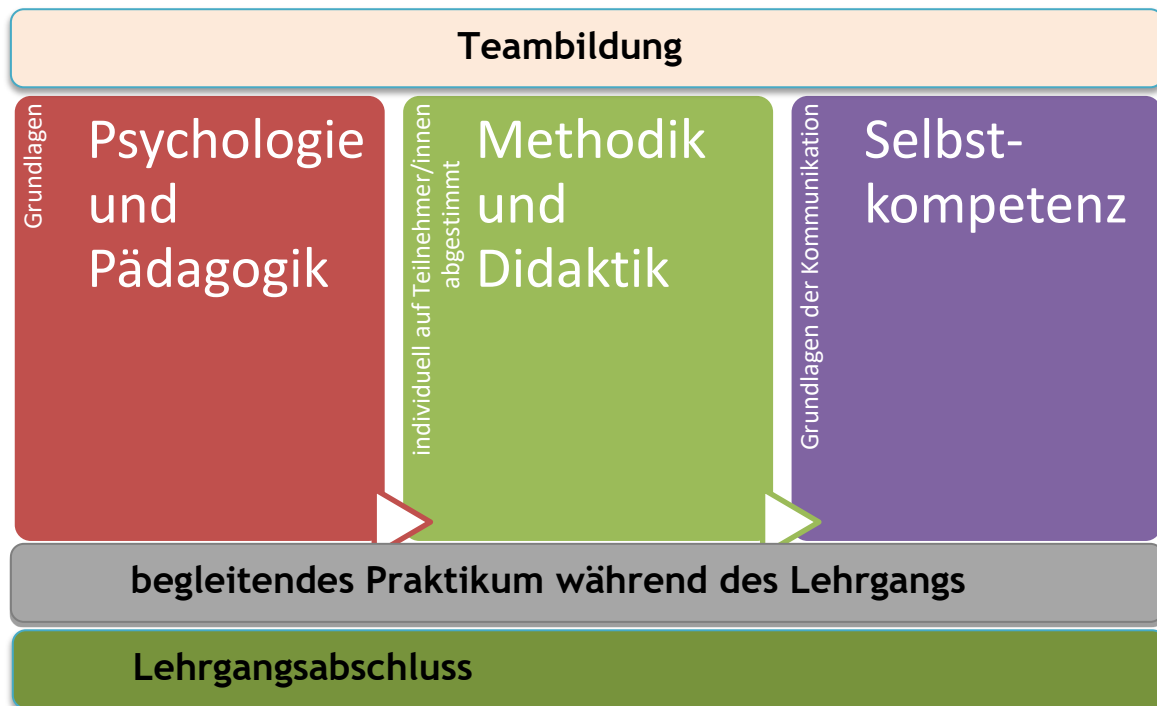 Teambildung
Grundlagen
Psychologie
und
Pädagogik
individuell auf Teilnehmer/innen
abgestimmt
Methodik
und
Didaktik
Grundlagen der Kommunikation
Selbst-
kompetenz
begleitendes Praktikum während des Lehrgangs
Lehrgangsabschluss